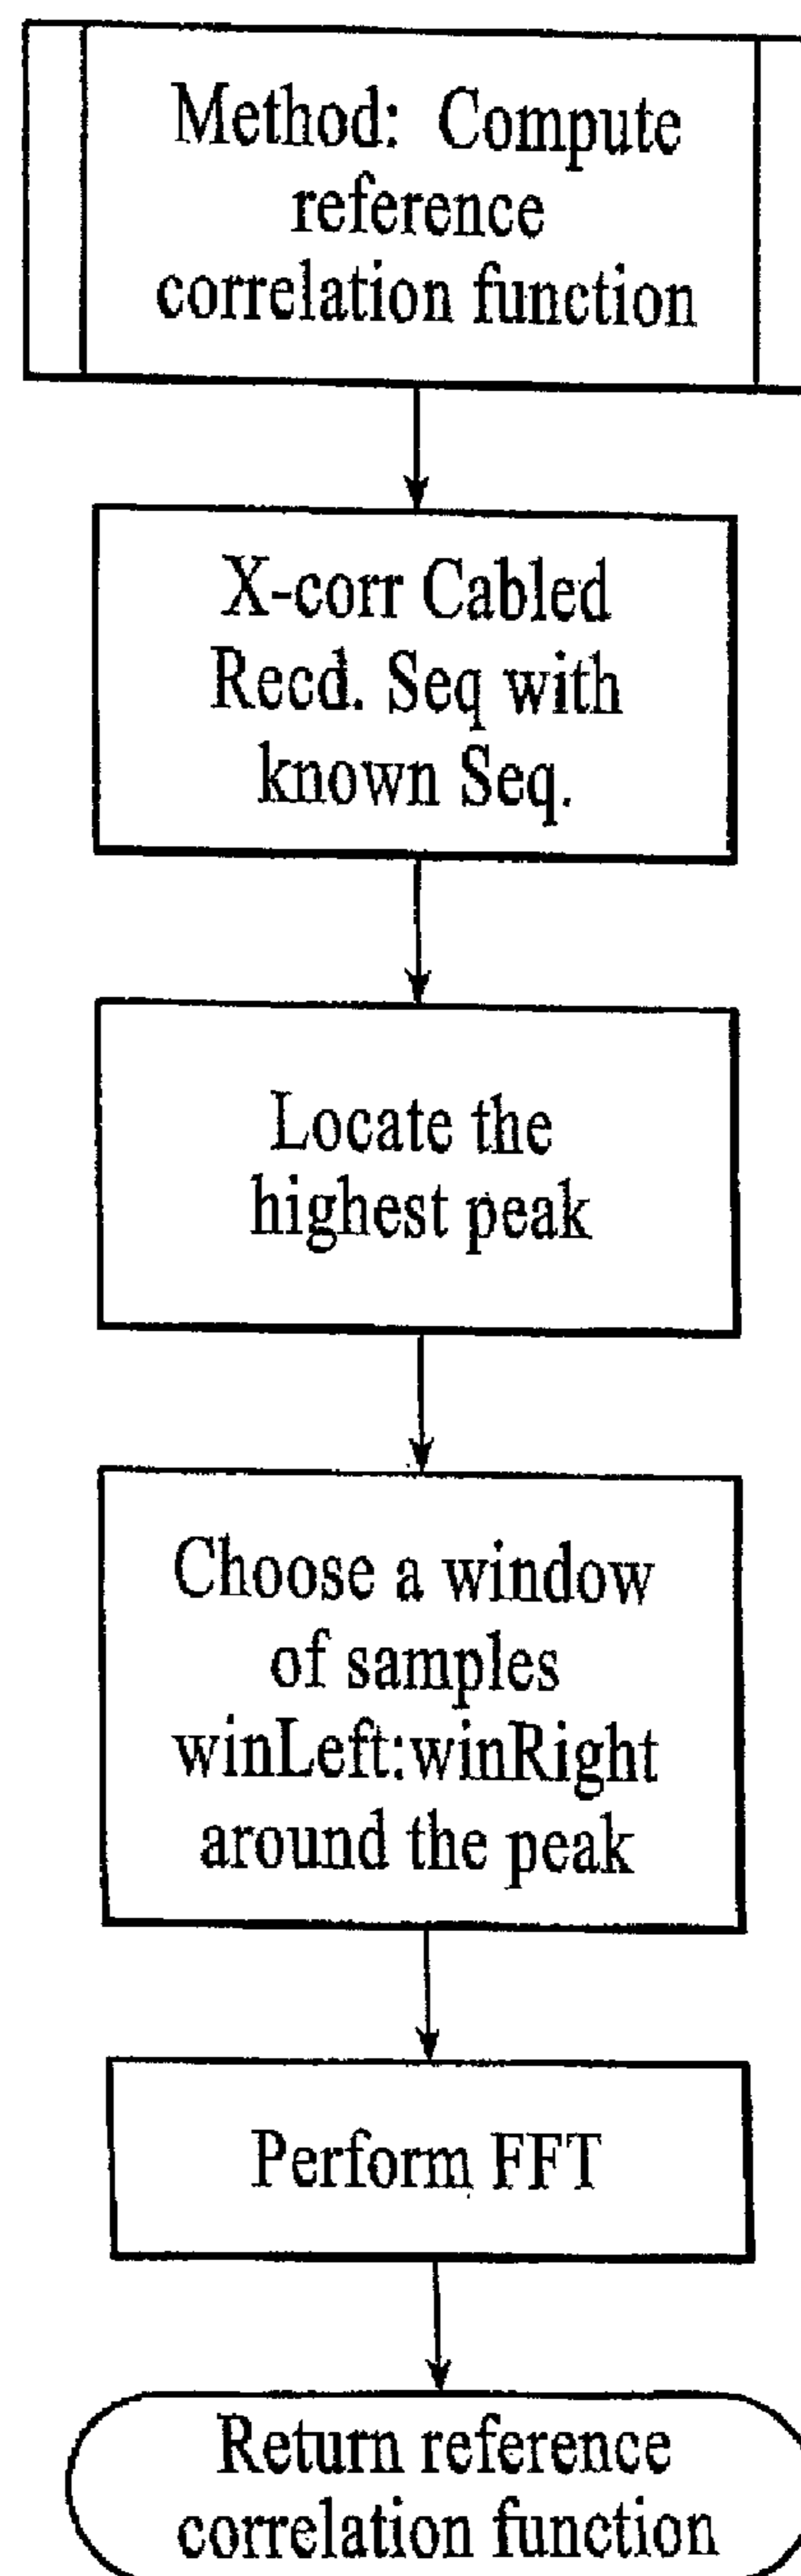 Method: Compute
reference
correlation function
X-corr Cabled
Recd. Seq with
known Seq.
Locate the
highest peak
Choose a window
of samples
winLeft:winRight
around the peak
Perform FFT
Return reference
correlation function